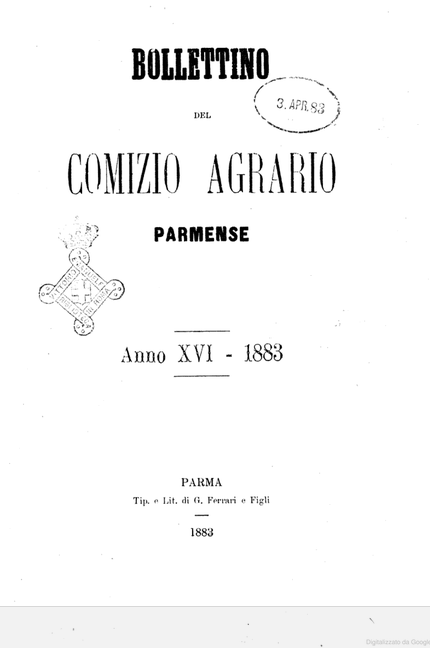 BOLLETTINO
3. APR. 83
DEL
COMIZIO AGRARIO
PARMENSE
Anno XVI - 1883
PARMA
Tip. e Lit. di G. Ferrari e Figli
1883
Digitalizzato da Google